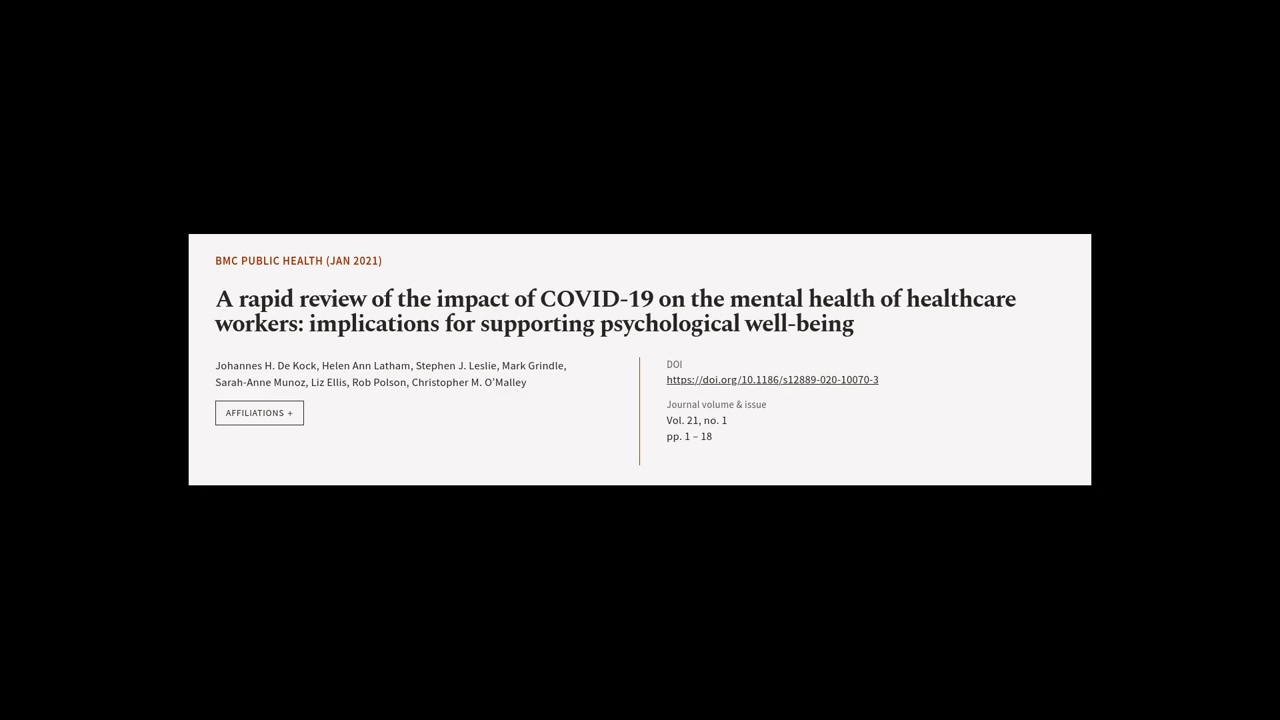 BMC PUBLIC HEALTH (JAN 2021)
A rapid review of the impact of COVID-19 on the mental health of healthcare
workers: implications for supporting psychological well-being
Johannes H. De Kock, Helen Ann Latham, Stephen J. Leslie, Mark Grindle,
Sarah-Anne Munoz, Liz Ellis, Rob Polson, Christopher M. O’Malley
AFFILIATIONS +
DOI
https://doi.org/10.1186/s12889-020-10070-3
Journal volume & issue
Vol. 21, no. 1
pp. 1 – 18